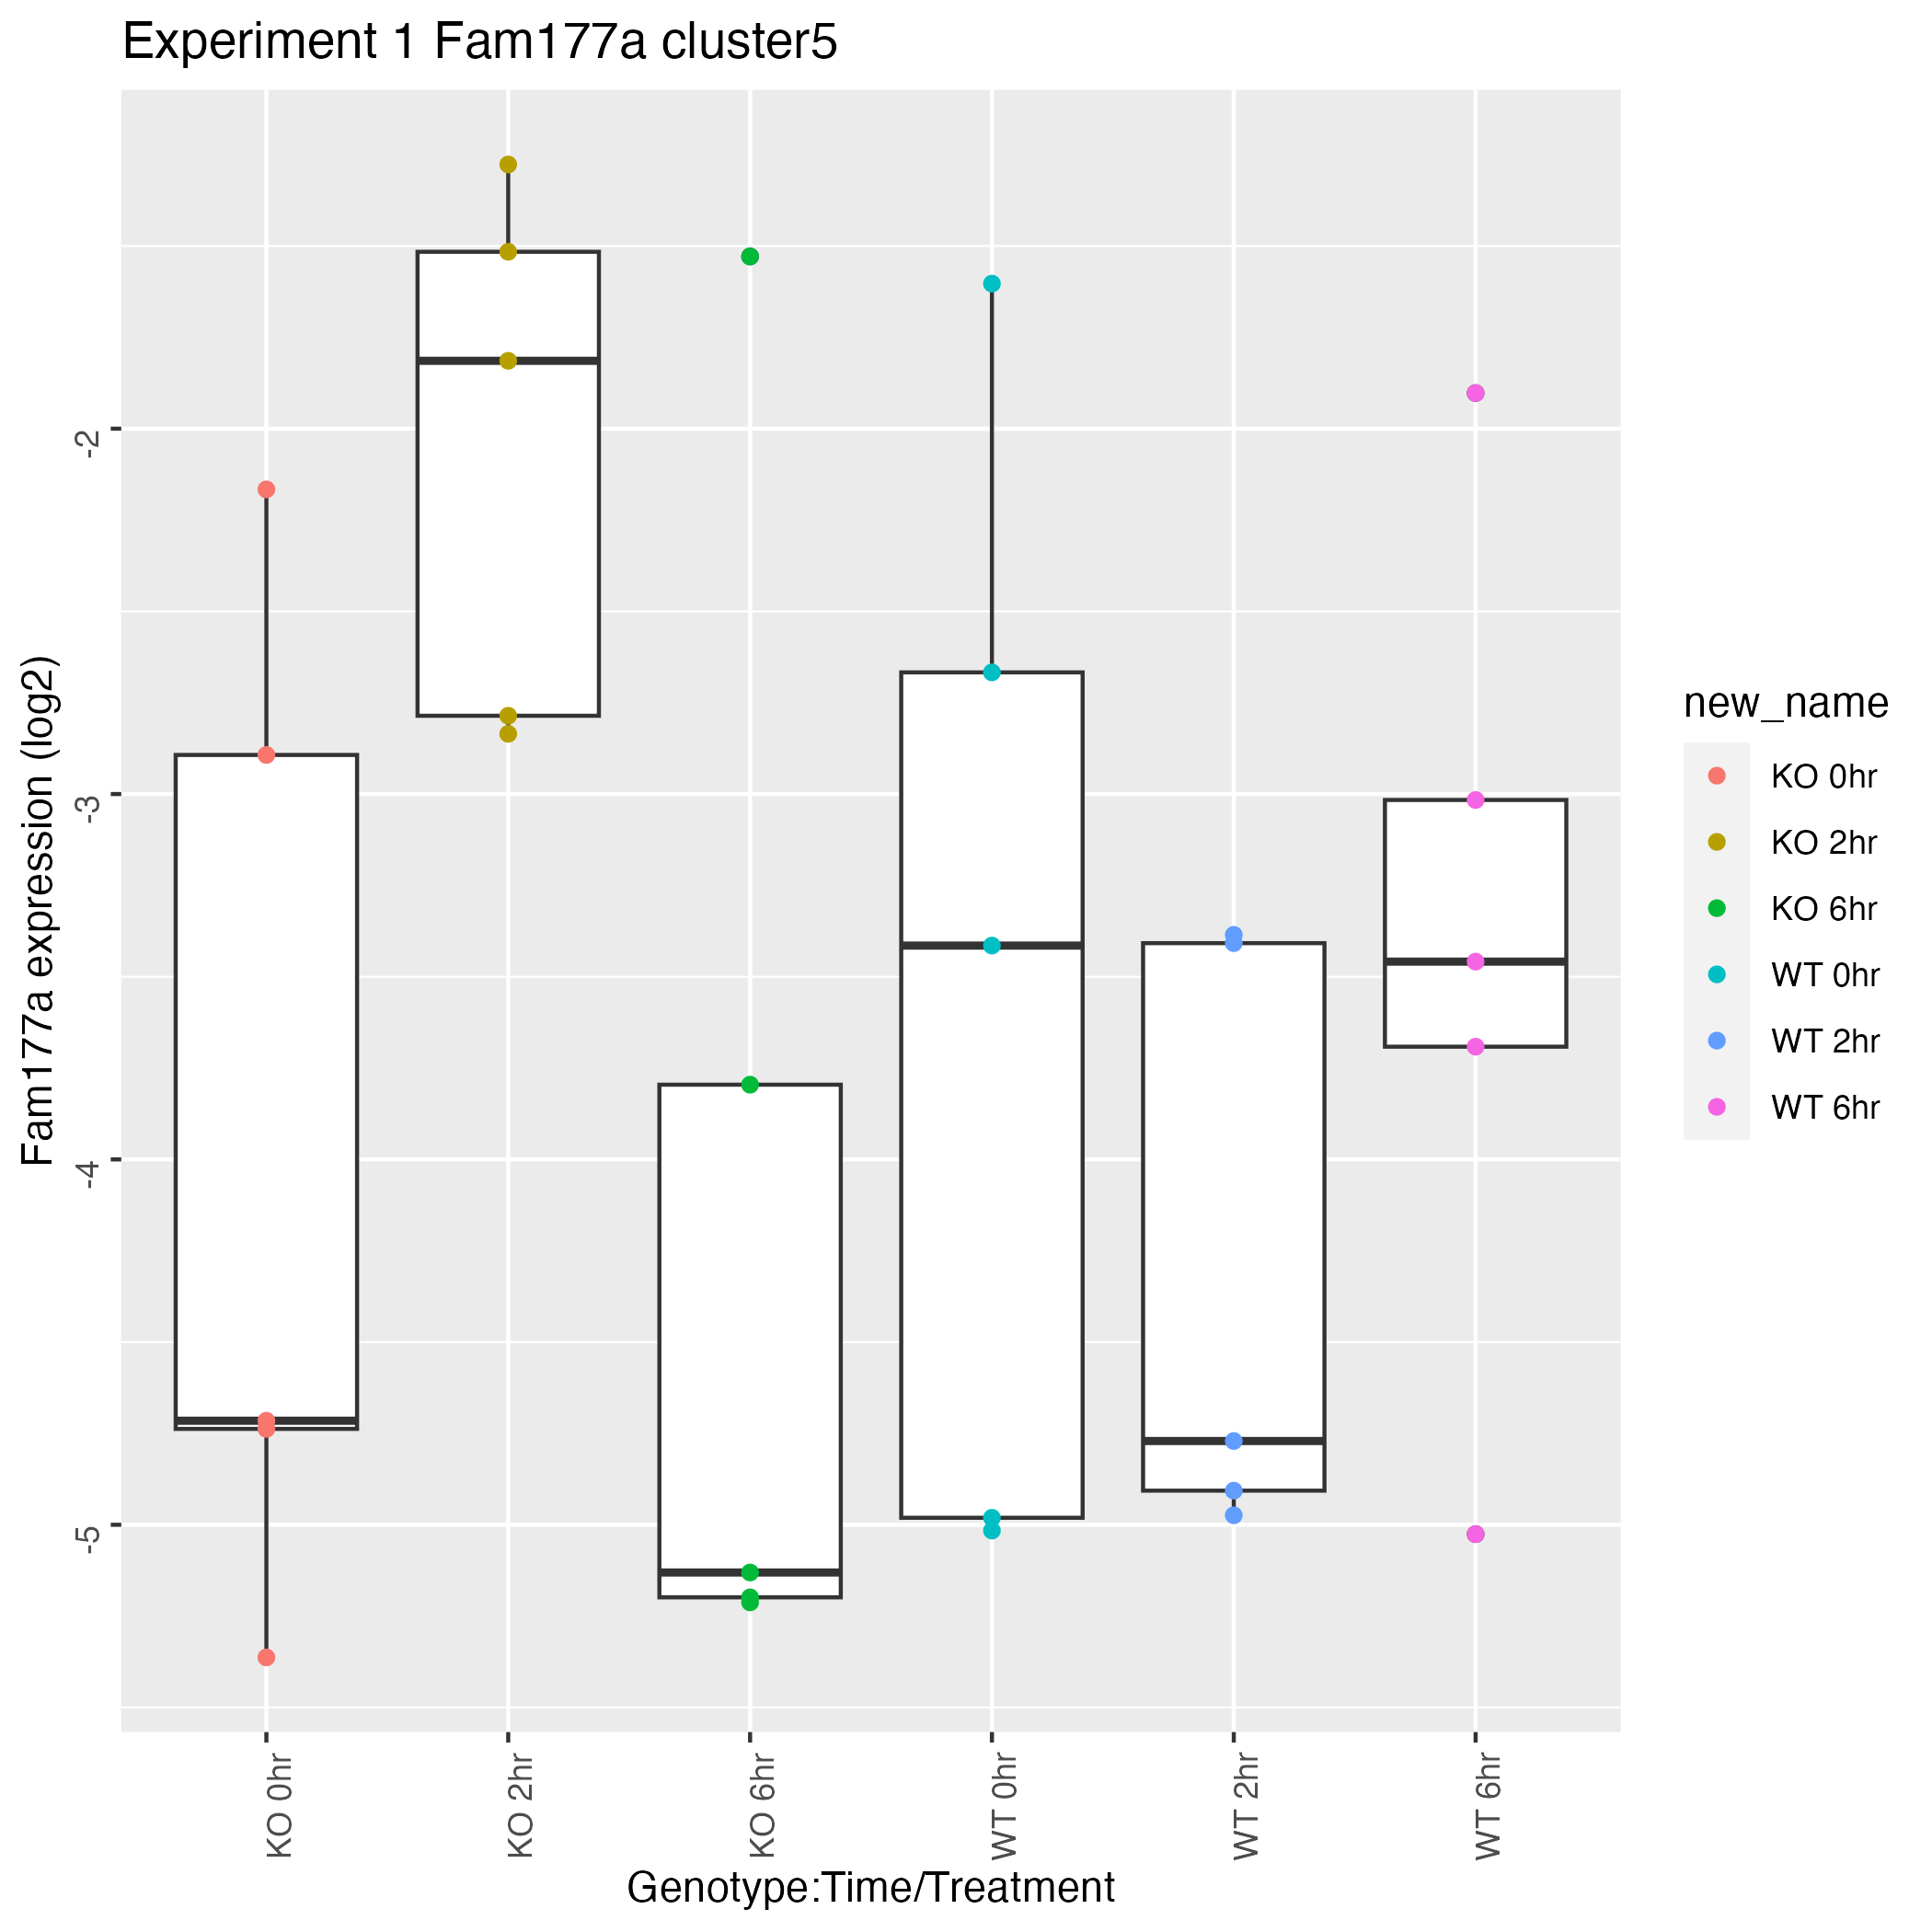 Experiment 1 Fam177a cluster5
Fam177a expression (log2)
-2
-3
-4
-5
KO 0hr
KO 2hr
KO 6hr
WT 0hr
WT 2hr
WT 6hr
Genotype:Time/Treatment
new_name
KO 0hr
KO 2hr
KO 6hr
WT 0hr
WT 2hr
WT 6hr